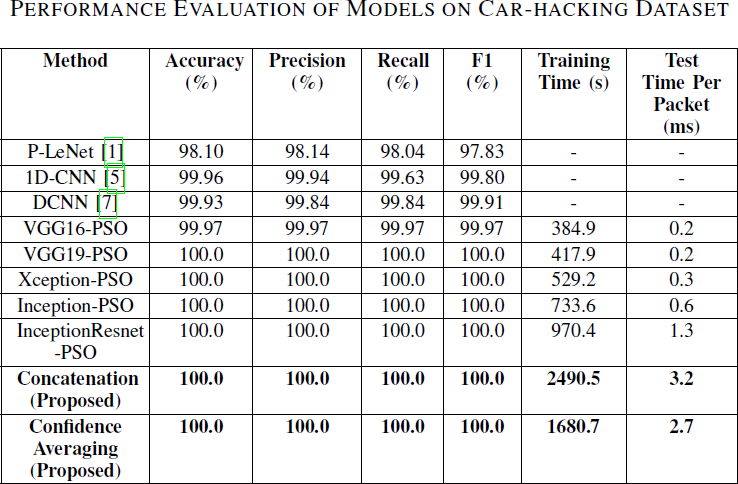 PERFORMANCE EVALUATION OF MODELS ON CAR-HACKING DATASET
Method Accuracy (%) Precision (%) Recall (%) F1 (%) Training Time (s) Test Time Per Packet (ms)
P-LeNet [1] 98.10 98.14 98.04 97.83 - -
1D-CNN [5] 99.96 99.94 99.63 99.80 - -
DCNN [7] 99.93 99.84 99.84 99.91 - -
VGG16-PSO 99.97 99.97 99.97 99.97 384.9 0.2
VGG19-PSO 100.0 100.0 100.0 100.0 417.9 0.2
Xception-PSO 100.0 100.0 100.0 100.0 529.2 0.3
Inception-PSO 100.0 100.0 100.0 100.0 733.6 0.6
InceptionResnet-PSO 100.0 100.0 100.0 100.0 970.4 1.3
Concatenation (Proposed) 100.0 100.0 100.0 100.0 2490.5 3.2
Confidence Averaging (Proposed) 100.0 100.0 100.0 100.0 1680.7 2.7